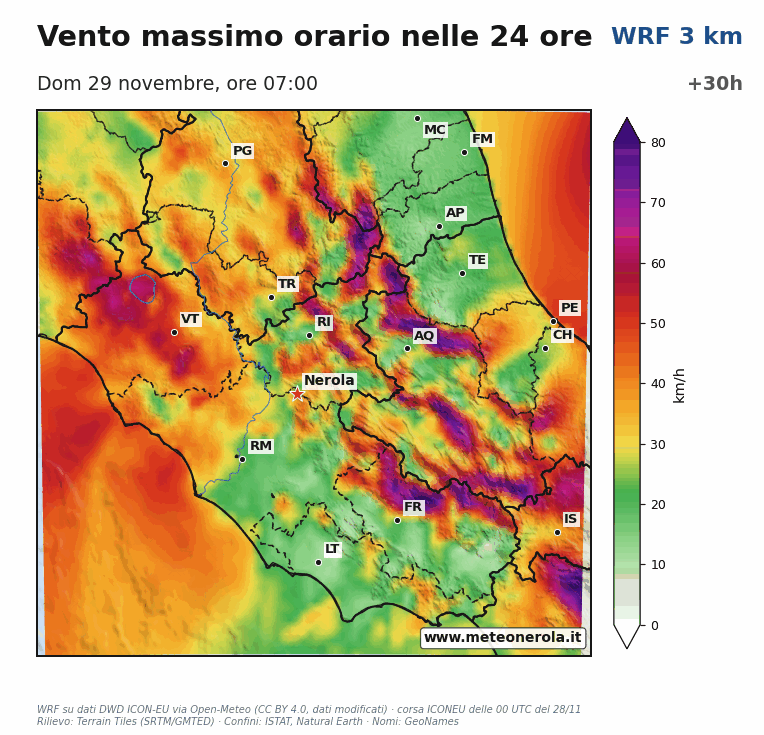 Vento massimo orario nelle 24 ore WRF 3 km
Dom 29 novembre, ore 07:00 +30h
MC
FM
PG
AP
TE
TR
PE
VT
RI
AQ
CH
Nerola
RM
FR
IS
LT
www.meteonerola.it
80
70
60
50
40
30
20
10
0
km/h
WRF su dati DWD ICON-EU via Open-Meteo (CC BY 4.0, dati modificati) · corsa ICONEU delle 00 UTC del 28/11
Rilievo: Terrain Tiles (SRTM/GMTED) · Confini: ISTAT, Natural Earth · Nomi: GeoNames